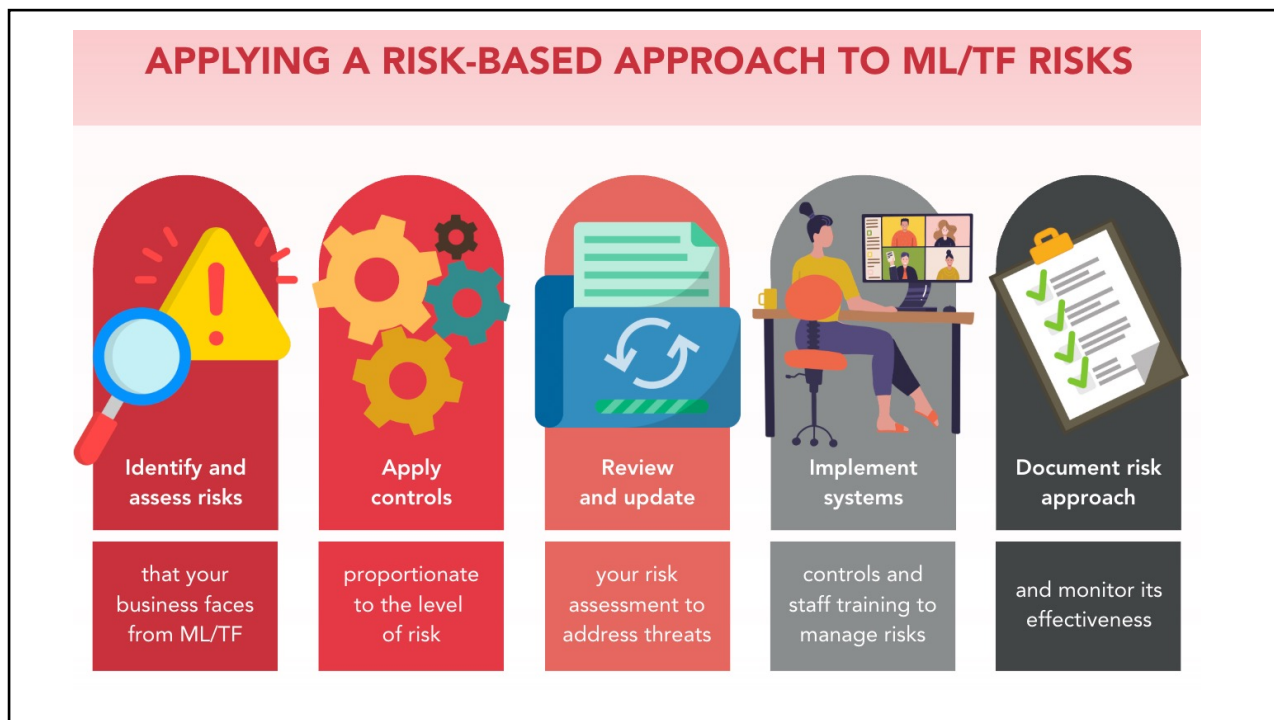 APPLYING A RISK-BASED APPROACH TO ML/TF RISKS
Identify and
assess risks
that your
business faces
from ML/TF
Apply
controls
proportionate
to the level
of risk
Review
and update
your risk
assessment to
address threats
Implement
systems
controls and
staff training to
manage risks
Document risk
approach
and monitor its
effectiveness